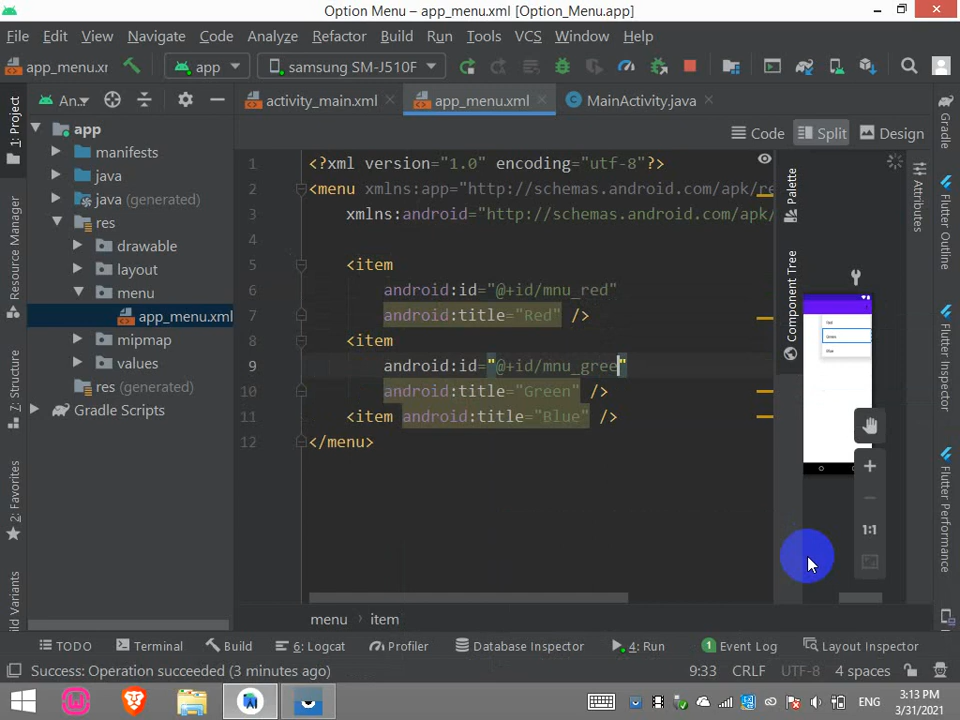 Option Menu – app_menu.xml [Option_Menu.app]
File Edit View Navigate Code Analyze Refactor Build Run Tools VCS Window Help
app_menu.xr app samsung SM-J510F
An... activity_main.xml app_menu.xml MainActivity.java
Code Split Design
1: Project
Resource Manager
7: Structure
2: Favorites
ild Variants
app
manifests
java
java (generated)
res
drawable
layout
menu
app_menu.xml
mipmap
values
res (generated)
Gradle Scripts
1 <?xml version="1.0" encoding="utf-8"?>
2 <menu xmlns:app="http://schemas.android.com/apk/re
3 xmlns:android="http://schemas.android.com/apk/
4
5 <item
6 android:id="@+id/mnu_red"
7 android:title="Red" />
8 <item
9 android:id="@+id/mnu_gree"
10 android:title="Green" />
11 <item android:title="Blue" />
12 </menu>
Palette
Component Tree
Attributes
1:1
Gradle
Flutter Outline
Flutter Inspector
Flutter Performance
menu item
TODO Terminal Build 6: Logcat Profiler Database Inspector 4: Run 1 Event Log Layout Inspector
Success: Operation succeeded (3 minutes ago) 9:33 CRLF UTF-8 4 spaces
ENG 3:13 PM
3/31/2021